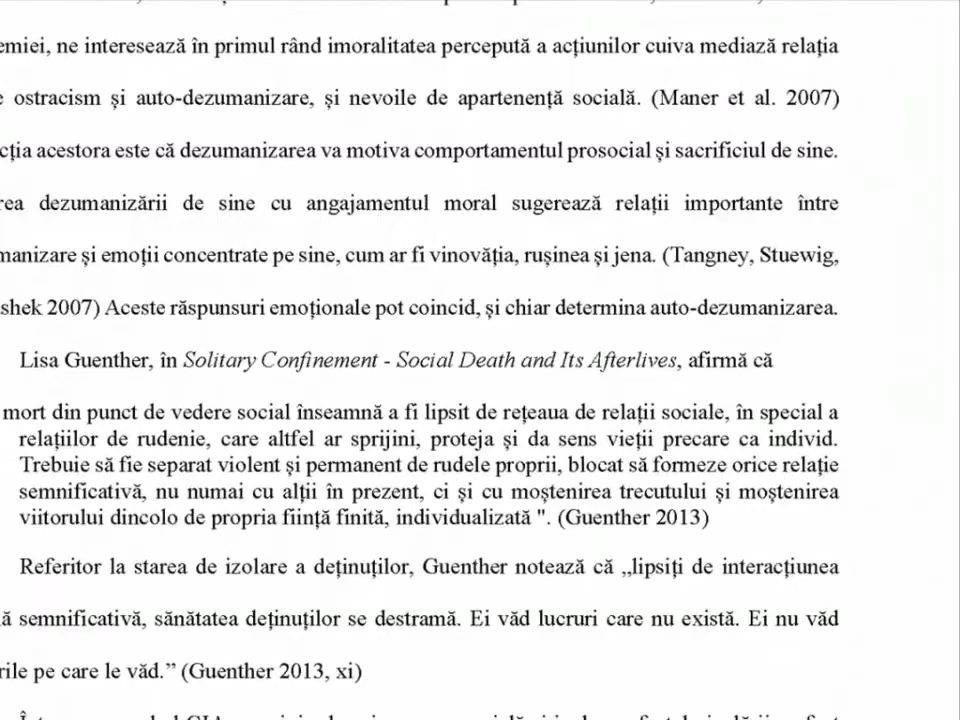 ne interesează în primul rând imoralitatea percepută a acțiunilor cuiva mediază relația
ostracism și auto-dezumanizare, și nevoile de apartenență socială. (Maner et al. 2007)
acestora este că dezumanizarea va motiva comportamentul prosocial și sacrificiul de sine.
dezumanizării de sine cu angajamentul moral sugerează relații importante între
și emoții concentrate pe sine, cum ar fi vinovăția, rușinea și jena. (Tangney, Stuewig,
2007) Aceste răspunsuri emoționale pot coincid, și chiar determina auto-dezumanizarea.
Lisa Guenther, în Solitary Confinement - Social Death and Its Afterlives, afirmă că
mort din punct de vedere social înseamnă a fi lipsit de rețeaua de relații sociale, în special a
relațiilor de rudenie, care altfel ar sprijini, proteja și da sens vieții precare ca individ.
Trebuie să fie separat violent și permanent de rudele proprii, blocat să formeze orice relație
semnificativă, nu numai cu alții în prezent, ci și cu moștenirea trecutului și moștenirea
viitorului dincolo de propria ființă finită, individualizată ". (Guenther 2013)
Referitor la starea de izolare a deținuților, Guenther notează că „lipsiți de interacțiunea
semnificativă, sănătatea deținuților se destramă. Ei văd lucruri care nu există. Ei nu văd
pe care le văd.” (Guenther 2013, xi)